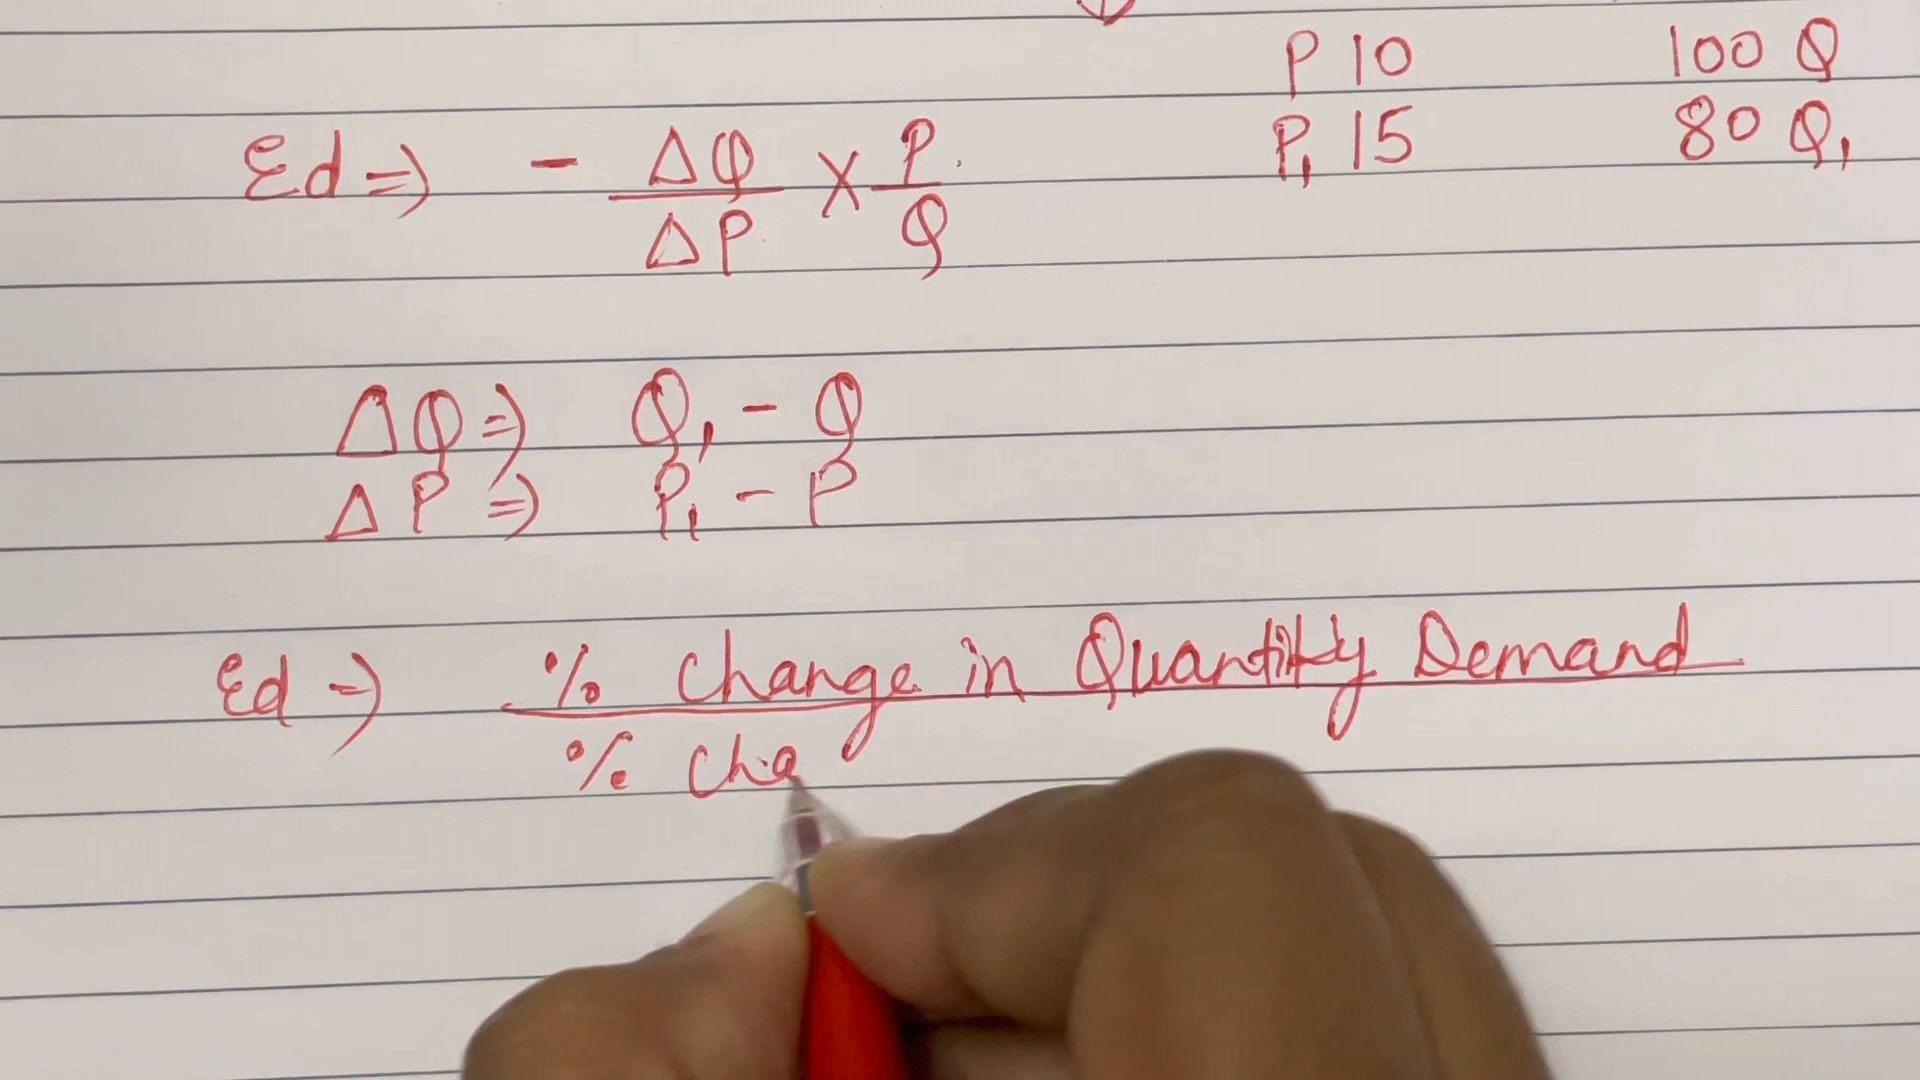 P 10 100 Q
P₁ 15 80 Q₁
Ed ⇒ - ΔQ / ΔP × P / Q
ΔQ ⇒ Q₁ - Q
ΔP ⇒ P₁ - P
Ed ⇒ % Change in Quantity Demand
% Cha